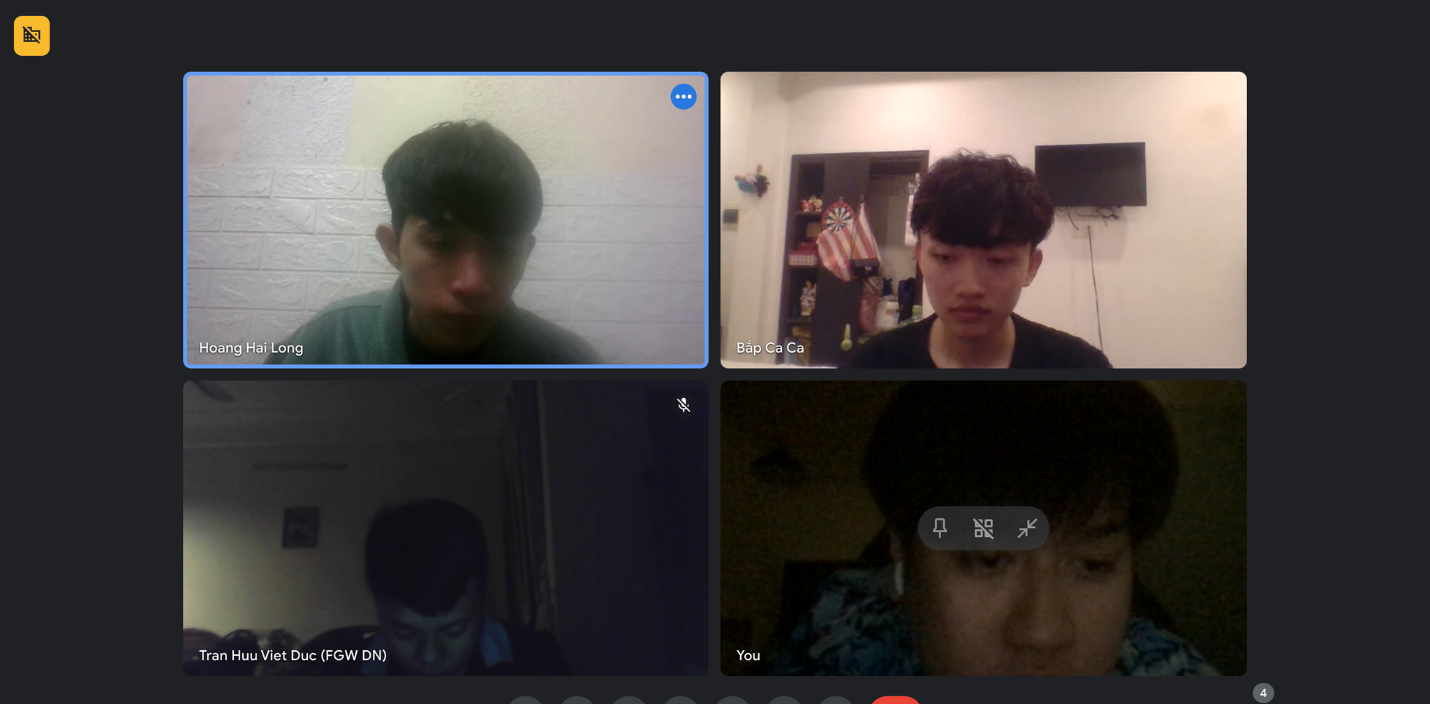 Hoang Hai Long
Bắp Ca Ca
Tran Huu Viet Duc (FGW DN)
You
4